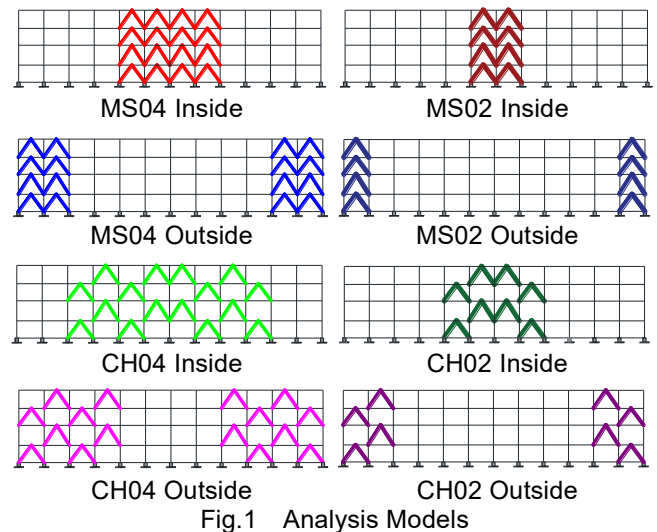 MS04 Inside
MS02 Inside
MS04 Outside
MS02 Outside
CH04 Inside
CH02 Inside
CH04 Outside
CH02 Outside
Fig.1 Analysis Models